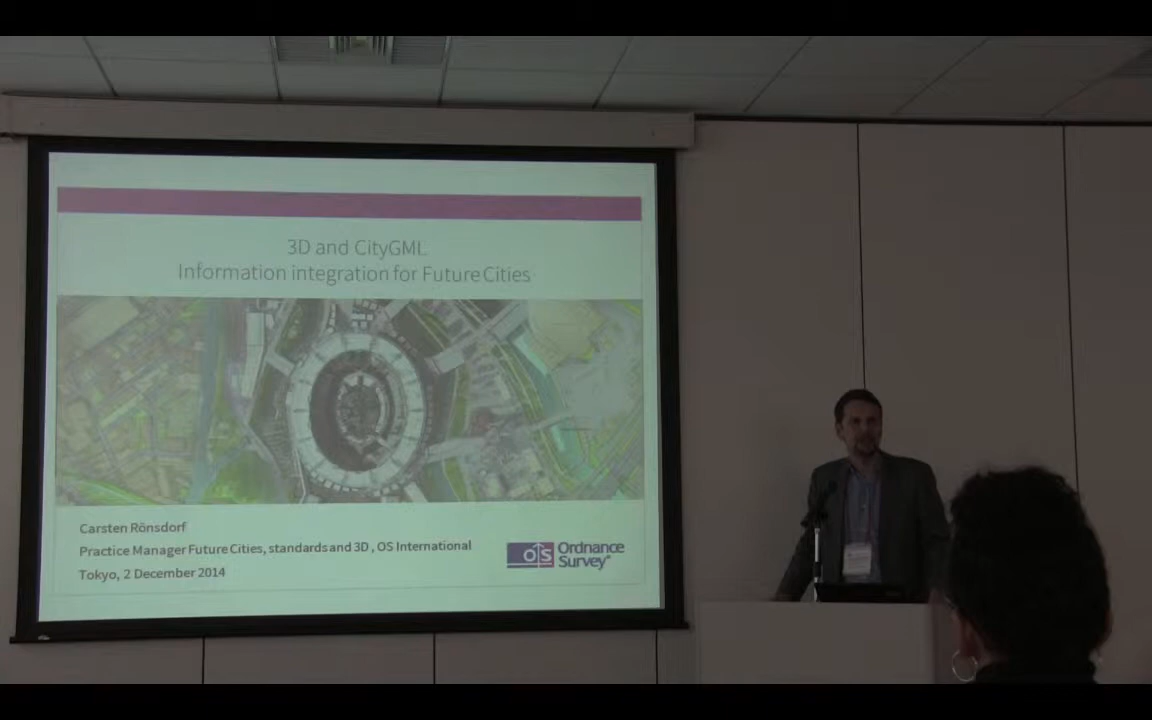 3D and CityGML
Information integration for Future Cities
Carsten Rönsdorf
Practice Manager Future Cities, standards and 3D , OS International
Tokyo, 2 December 2014
OS Ordnance
Survey